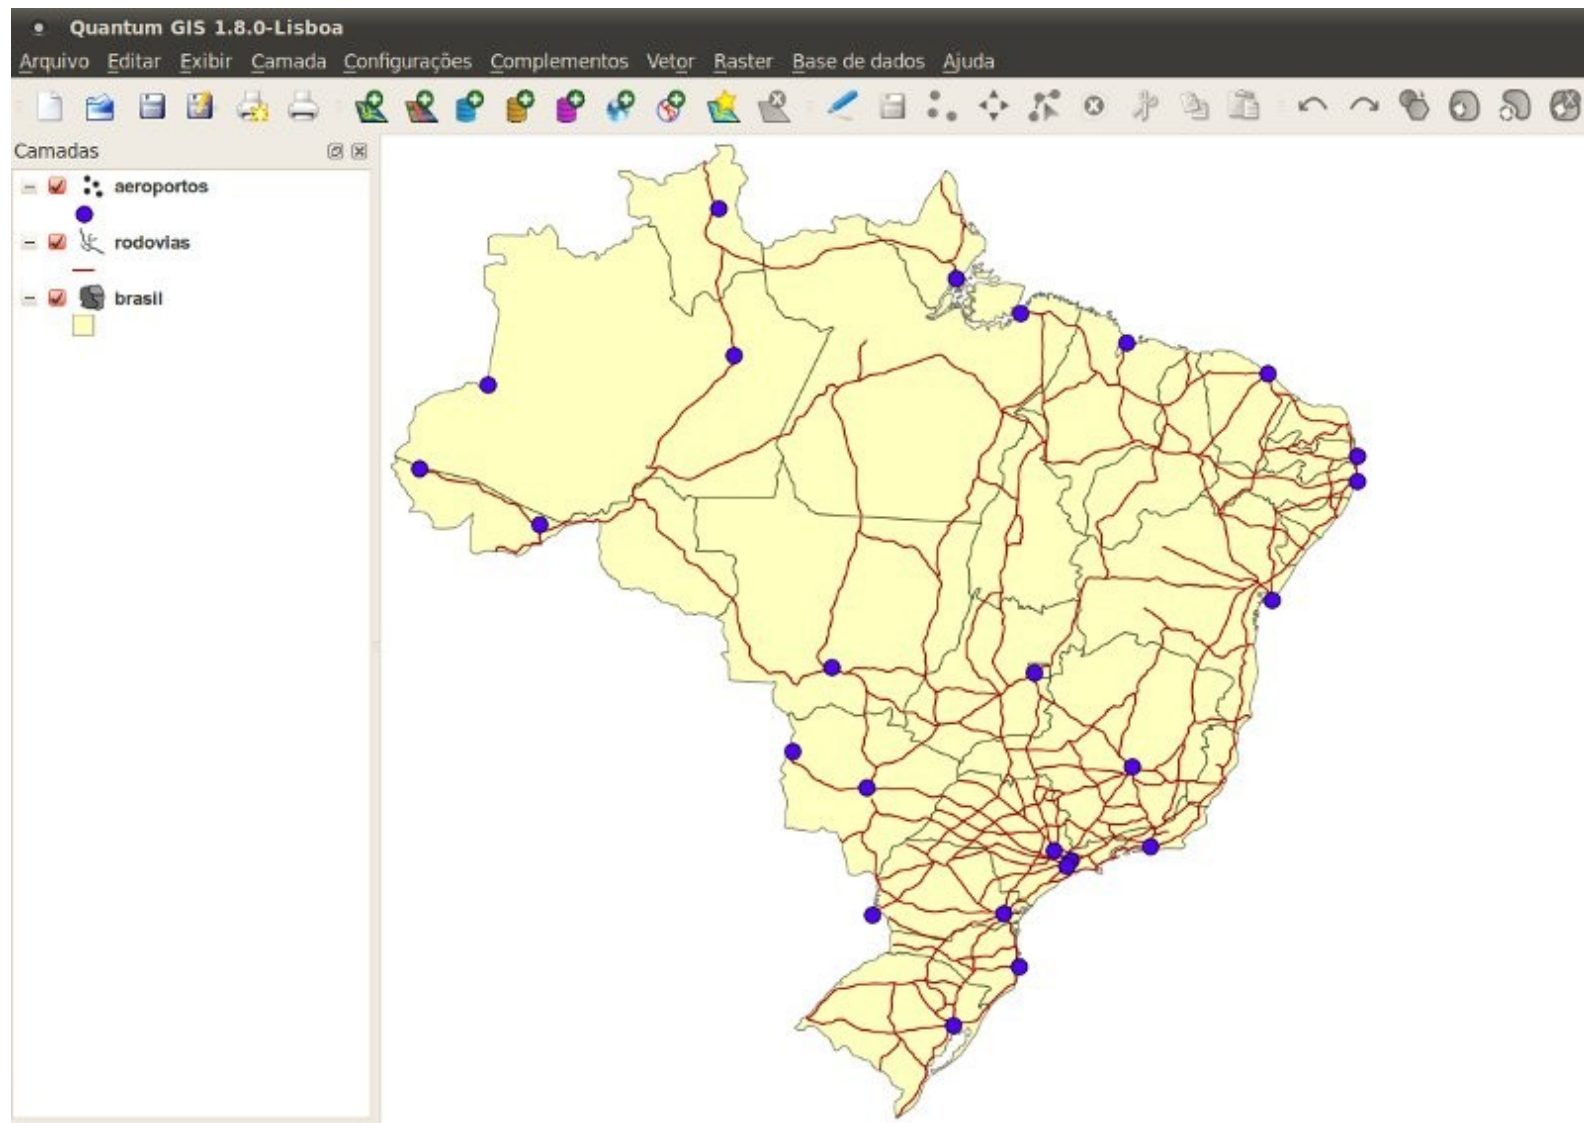 Quantum GIS 1.8.0-Lisboa
Arquivo Editar Exibir Camada Configurações Complementos Vetor Raster Base de dados Ajuda
Camadas
aeroportos
rodovias
brasil